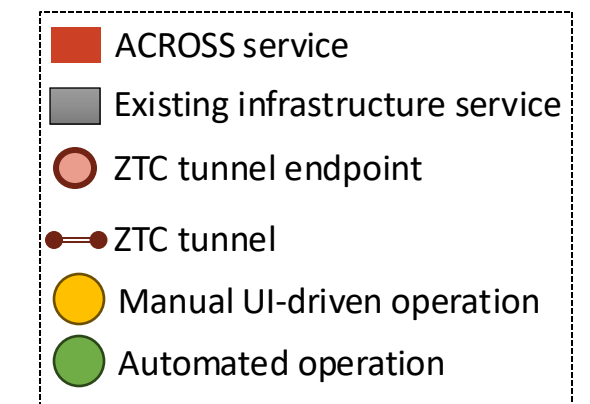 ACROSS service
Existing infrastructure service
ZTC tunnel endpoint
ZTC tunnel
Manual UI-driven operation
Automated operation